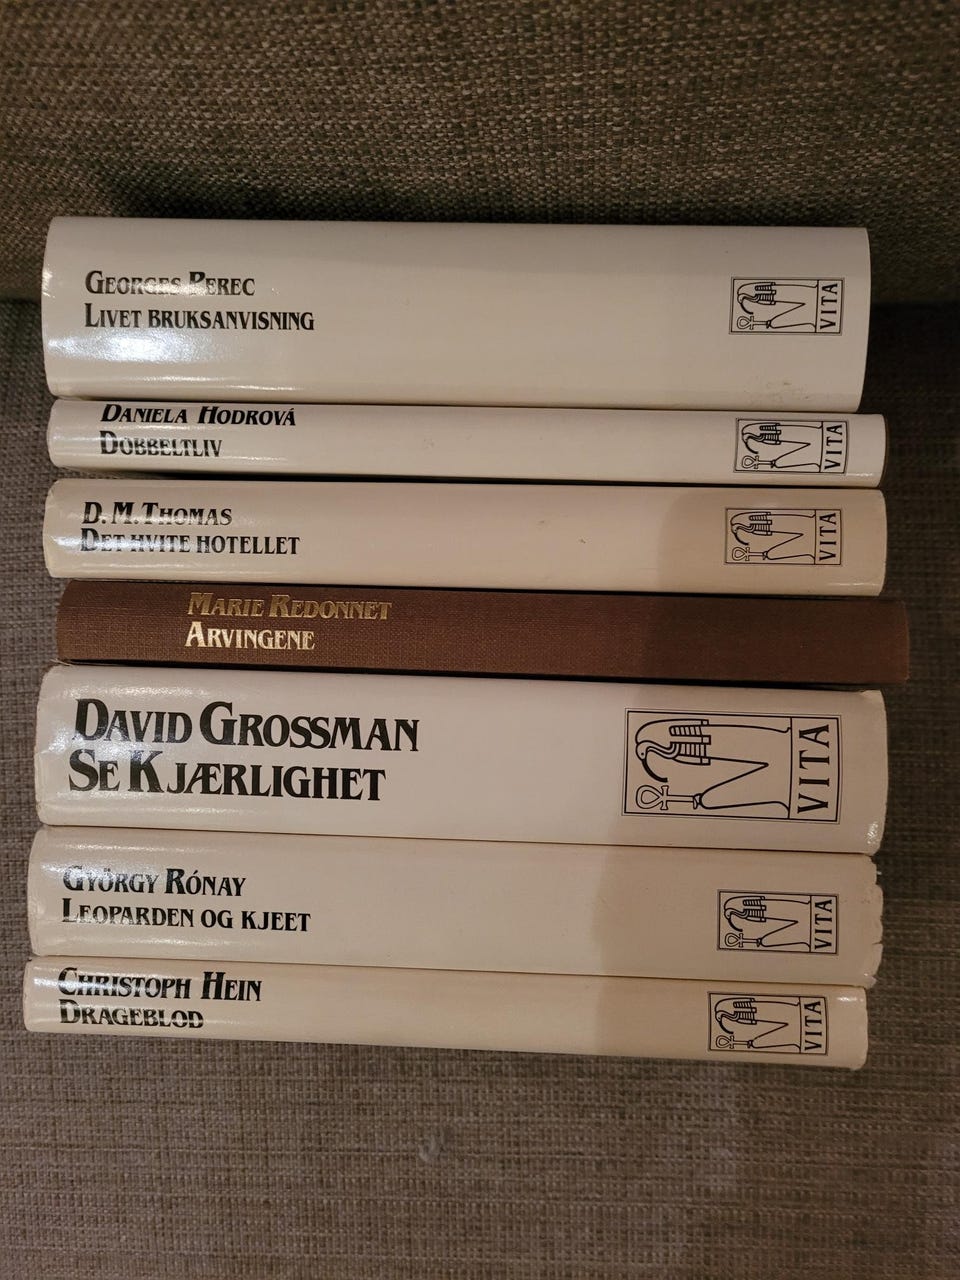 GEORGES PEREC
LIVET BRUKSANVISNING
VITA
DANIELA HODROVÁ
DOBBELTLIV
VITA
D. M. THOMAS
DET HVITE HOTELLET
VITA
MARIE REDONNET
ARVINGENE
DAVID GROSSMAN
SE KJÆRLIGHET
VITA
GYÖRGY RÓNAY
LEOPARDEN OG KJEET
VITA
CHRISTOPH HEIN
DRAGEBLOD
VITA